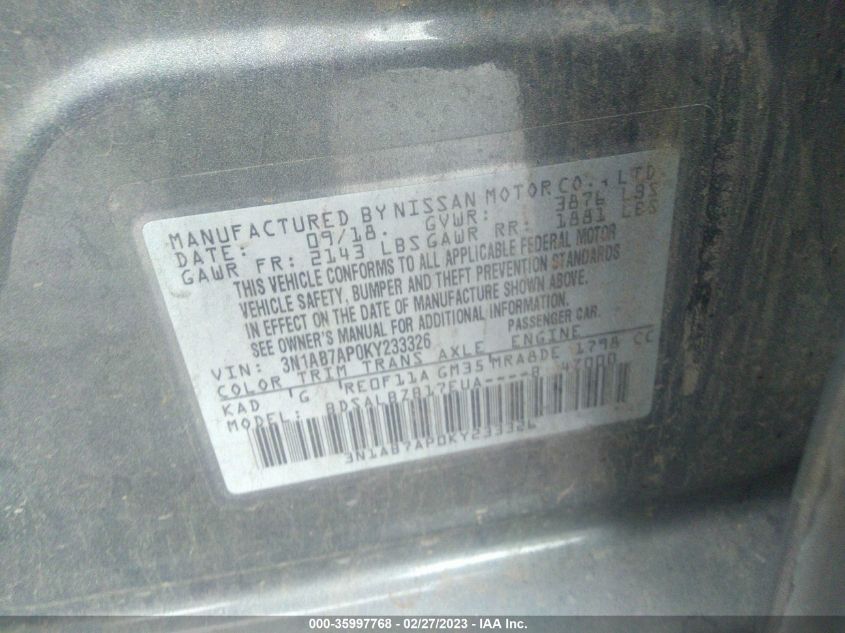 MANUFACTURED BY NISSAN MOTOR CO., LTD.
DATE: 09/18. GVWR: 3876 LBS
GAWR FR: 2143 LBS GAWR RR: 1881 LBS
THIS VEHICLE CONFORMS TO ALL APPLICABLE FEDERAL MOTOR
VEHICLE SAFETY, BUMPER AND THEFT PREVENTION STANDARDS
IN EFFECT ON THE DATE OF MANUFACTURE SHOWN ABOVE.
SEE OWNER'S MANUAL FOR ADDITIONAL INFORMATION.
VIN: 3N1AB7AP0KY233326 PASSENGER CAR.
COLOR TRIM TRANS AXLE ENGINE
KAD G RE0F11A GM35 MRA8DE 1798 CC
MODEL: BDSALBZB17EUA----B 47000
3N1AB7AP0KY233326
000-35997768 - 02/27/2023 - IAA Inc.